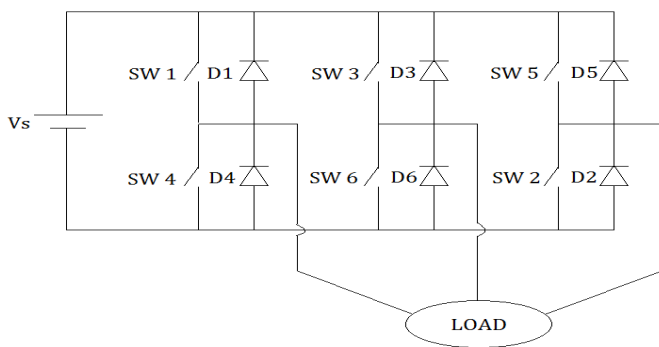 SW 1 D1 SW 3 D3 SW 5 D5
Vs
SW 4 D4 SW 6 D6 SW 2 D2
LOAD